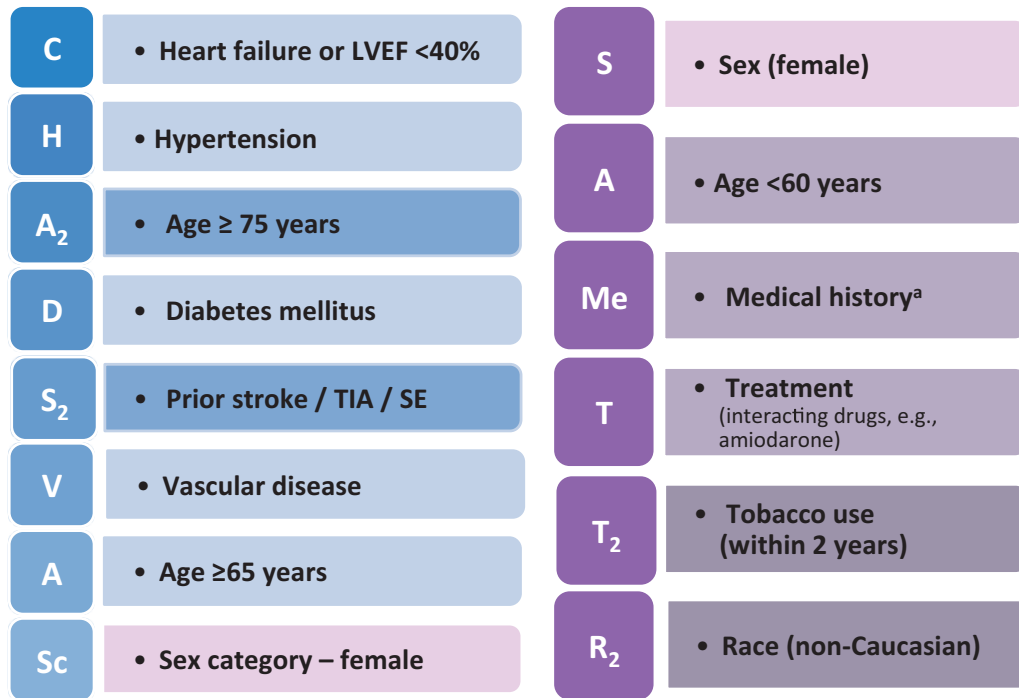 C
• Heart failure or LVEF <40%
H
• Hypertension
A₂
• Age ≥ 75 years
D
• Diabetes mellitus
S₂
• Prior stroke / TIA / SE
V
• Vascular disease
A
• Age ≥65 years
Sc
• Sex category – female
S
• Sex (female)
A
• Age <60 years
Me
• Medical historyᵃ
T
• Treatment
(interacting drugs, e.g.,
amiodarone)
T₂
• Tobacco use
(within 2 years)
R₂
• Race (non-Caucasian)